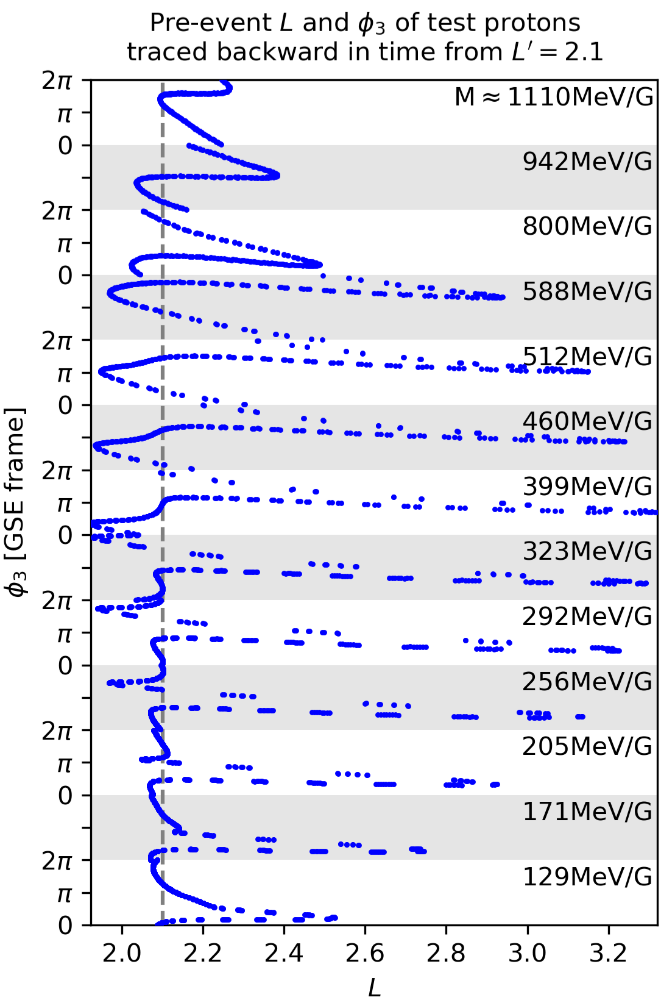 Pre-event L and ϕ₃ of test protons
traced backward in time from L′ = 2.1
2π
M ≈ 1110MeV/G
π
0
942MeV/G
2π
800MeV/G
π
0
588MeV/G
2π
512MeV/G
π
0
460MeV/G
2π
399MeV/G
π
0
323MeV/G
2π
292MeV/G
π
0
256MeV/G
2π
205MeV/G
π
0
171MeV/G
2π
129MeV/G
π
0
ϕ₃ [GSE frame]
2.0 2.2 2.4 2.6 2.8 3.0 3.2
L